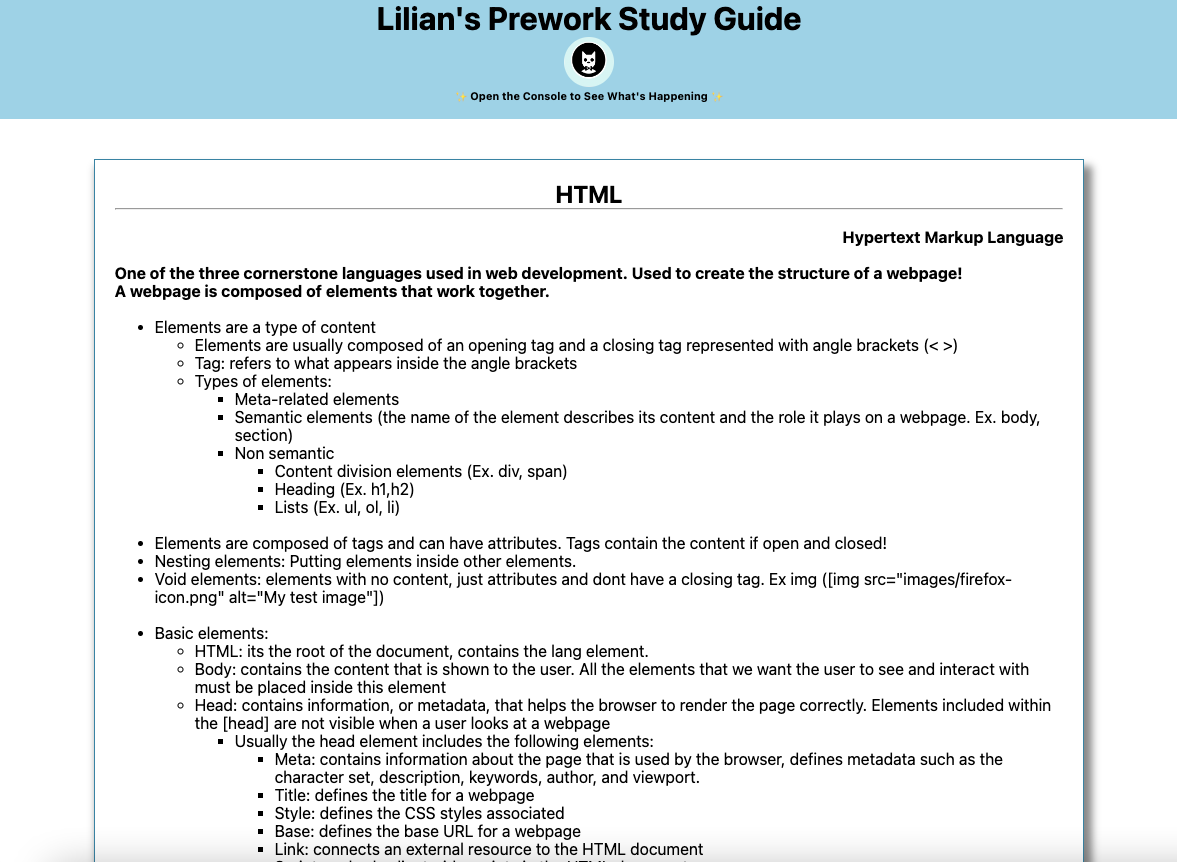 Lilian's Prework Study Guide
✨ Open the Console to See What's Happening ✨
HTML
Hypertext Markup Language
One of the three cornerstone languages used in web development. Used to create the structure of a webpage!
A webpage is composed of elements that work together.
• Elements are a type of content
◦ Elements are usually composed of an opening tag and a closing tag represented with angle brackets (< >)
◦ Tag: refers to what appears inside the angle brackets
◦ Types of elements:
▪ Meta-related elements
▪ Semantic elements (the name of the element describes its content and the role it plays on a webpage. Ex. body,
section)
▪ Non semantic
▪ Content division elements (Ex. div, span)
▪ Heading (Ex. h1,h2)
▪ Lists (Ex. ul, ol, li)
• Elements are composed of tags and can have attributes. Tags contain the content if open and closed!
• Nesting elements: Putting elements inside other elements.
• Void elements: elements with no content, just attributes and dont have a closing tag. Ex img ([img src="images/firefox-
icon.png" alt="My test image"])
• Basic elements:
◦ HTML: its the root of the document, contains the lang element.
◦ Body: contains the content that is shown to the user. All the elements that we want the user to see and interact with
must be placed inside this element
◦ Head: contains information, or metadata, that helps the browser to render the page correctly. Elements included within
the [head] are not visible when a user looks at a webpage
▪ Usually the head element includes the following elements:
▪ Meta: contains information about the page that is used by the browser, defines metadata such as the
character set, description, keywords, author, and viewport.
▪ Title: defines the title for a webpage
▪ Style: defines the CSS styles associated
▪ Base: defines the base URL for a webpage
▪ Link: connects an external resource to the HTML document